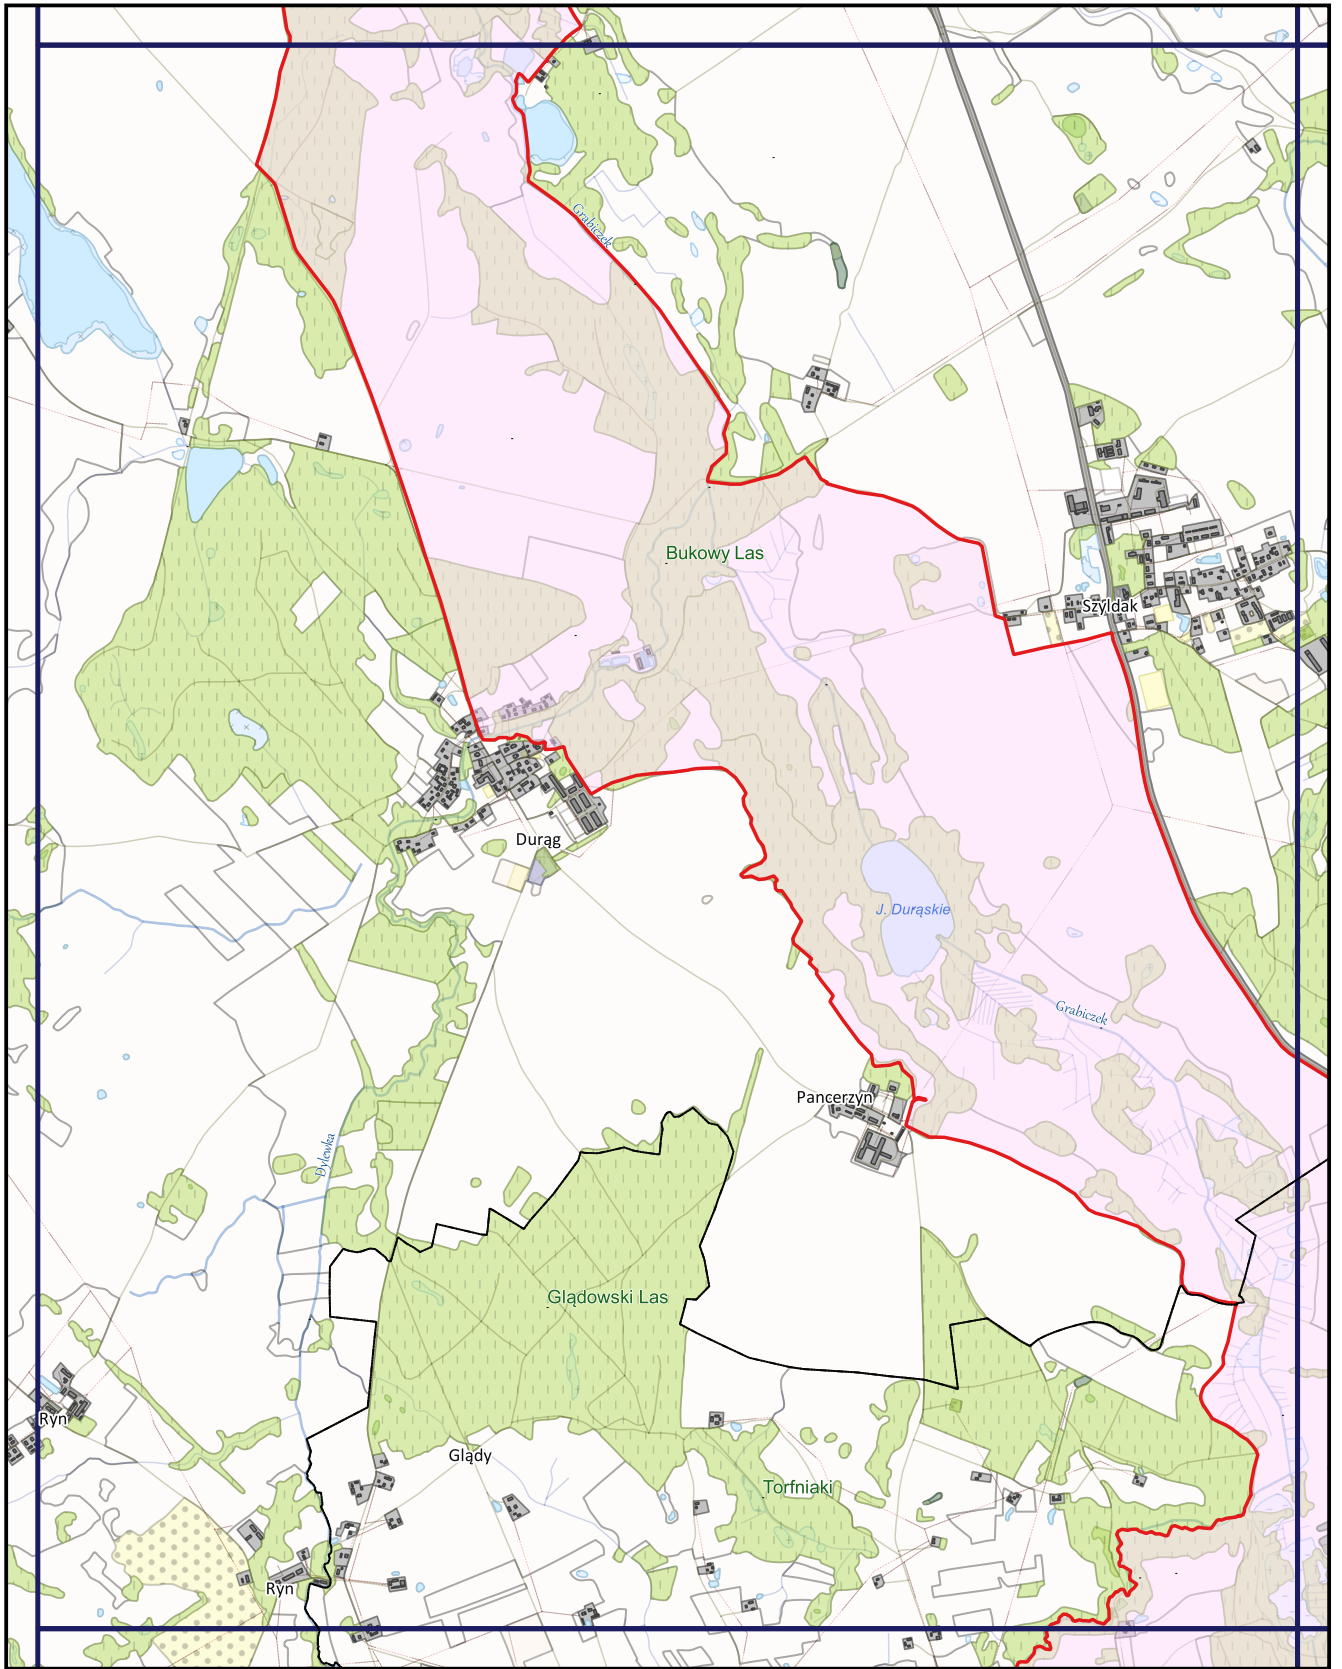 Grabiczek
Bukowy Las
Szyldak
Durąg
J. Durąskie
Grabiczek
Pancerzyn
Dylewka
Glądowski Las
Ryn
Glądy
Torfniaki
Ryn